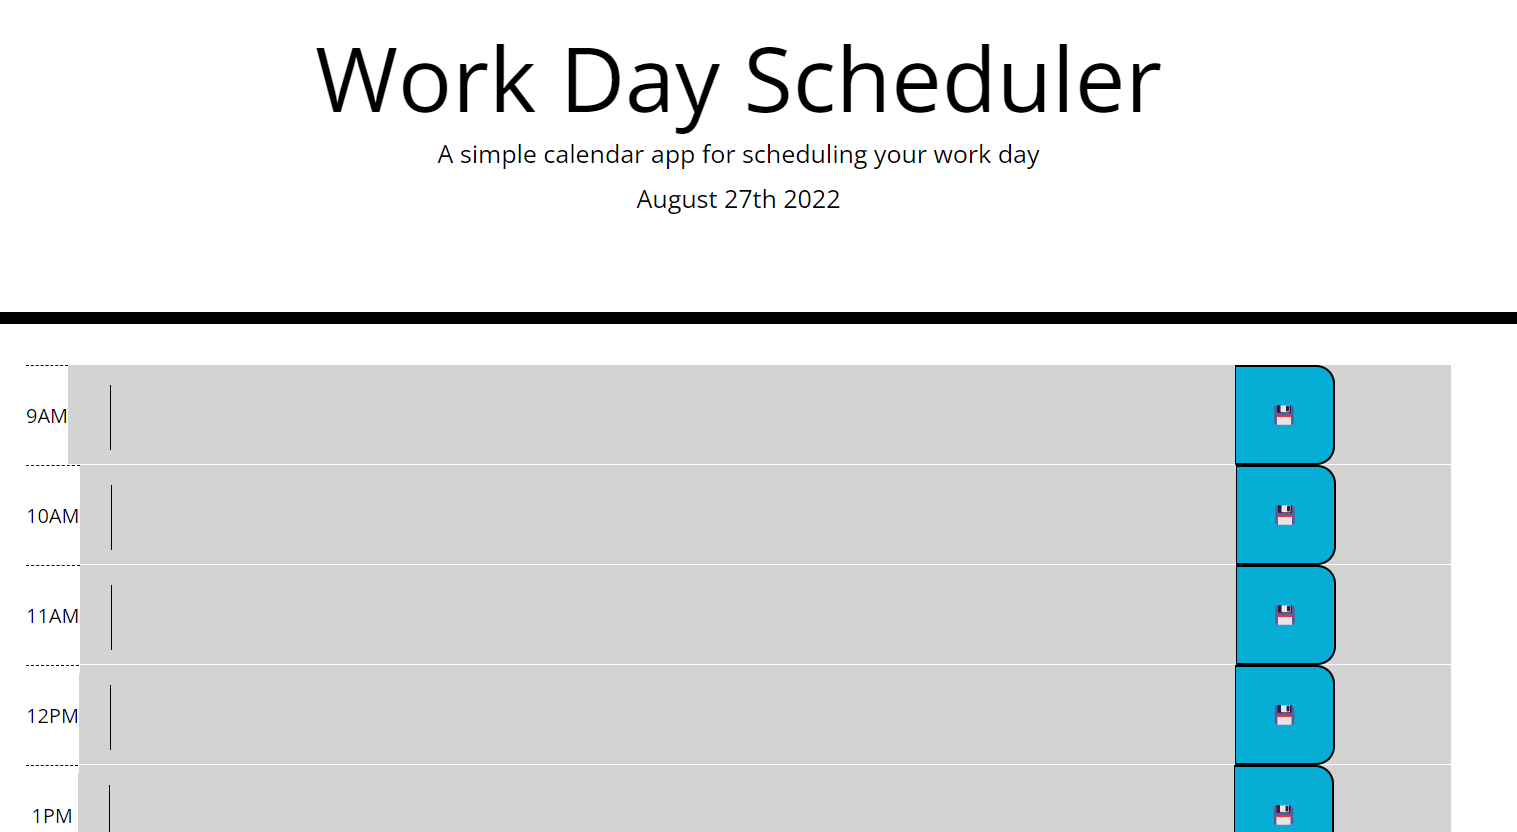 Work Day Scheduler
A simple calendar app for scheduling your work day
August 27th 2022
9AM
10AM
11AM
12PM
1PM